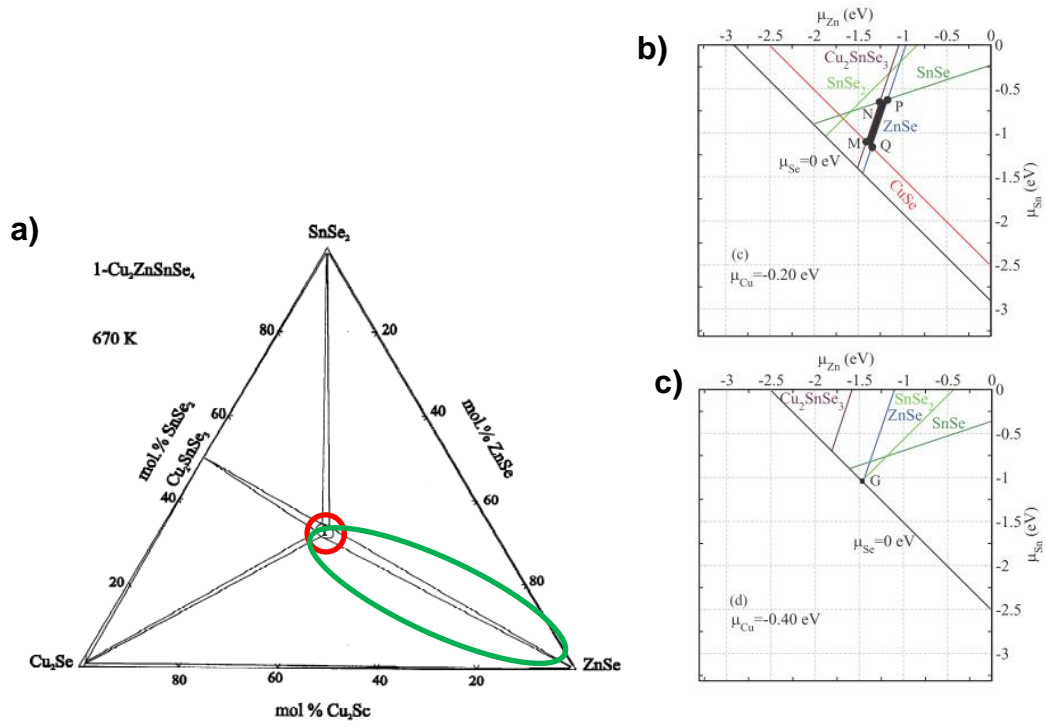 a)
SnSe₂
1-Cu₂ZnSnSe₄
670 K
80
20
60
40
mol.% SnSe₂
Cu₂SnSe₃
mol.% ZnSe
40
60
20
80
Cu₂Se
ZnSe
80
60
40
20
mol % Cu₂Se
b)
μZn (eV)
-3 -2.5 -2 -1.5 -1 -0.5 0
Cu₂SnSe₃
SnSe₂
SnSe
N
P
ZnSe
M
Q
μSe=0 eV
CuSe
(c)
μCu=-0.20 eV
0
-0.5
-1
-1.5
-2
-2.5
-3
μSn (eV)
c)
μZn (eV)
-3 -2.5 -2 -1.5 -1 -0.5 0
Cu₂SnSe₃
SnSe₂
ZnSe
SnSe
G
μSe=0 eV
(d)
μCu=-0.40 eV
0
-0.5
-1
-1.5
-2
-2.5
-3
μSn (eV)